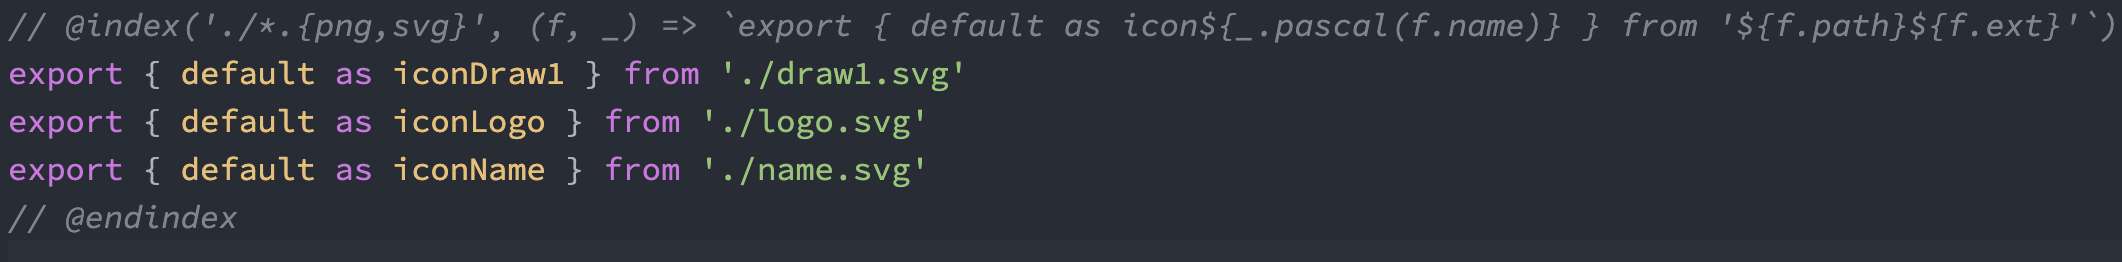 // @index('./*.{png,svg}', (f, _) => `export { default as icon${_.pascal(f.name)} } from '${f.path}${f.ext}'`)
export { default as iconDraw1 } from './draw1.svg'
export { default as iconLogo } from './logo.svg'
export { default as iconName } from './name.svg'
// @endindex